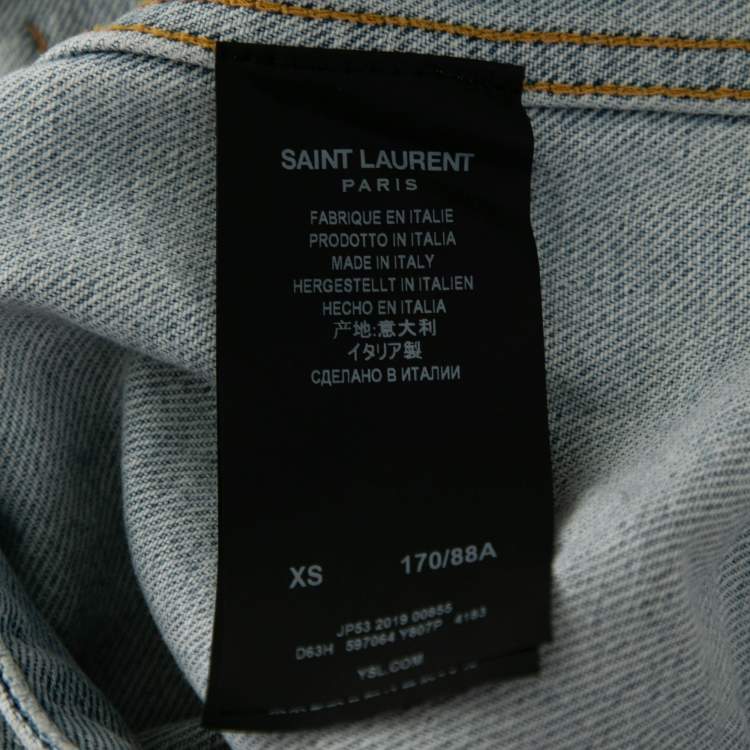 SAINT LAURENT
PARIS
FABRIQUE EN ITALIE
PRODOTTO IN ITALIA
MADE IN ITALY
HERGESTELLT IN ITALIEN
HECHO EN ITALIA
产地:意大利
イタリア製
СДЕЛАНО В ИТАЛИИ
XS 170/88A
JP53 2019 00655
D63H 597064 Y807P 4163
YSL.COM